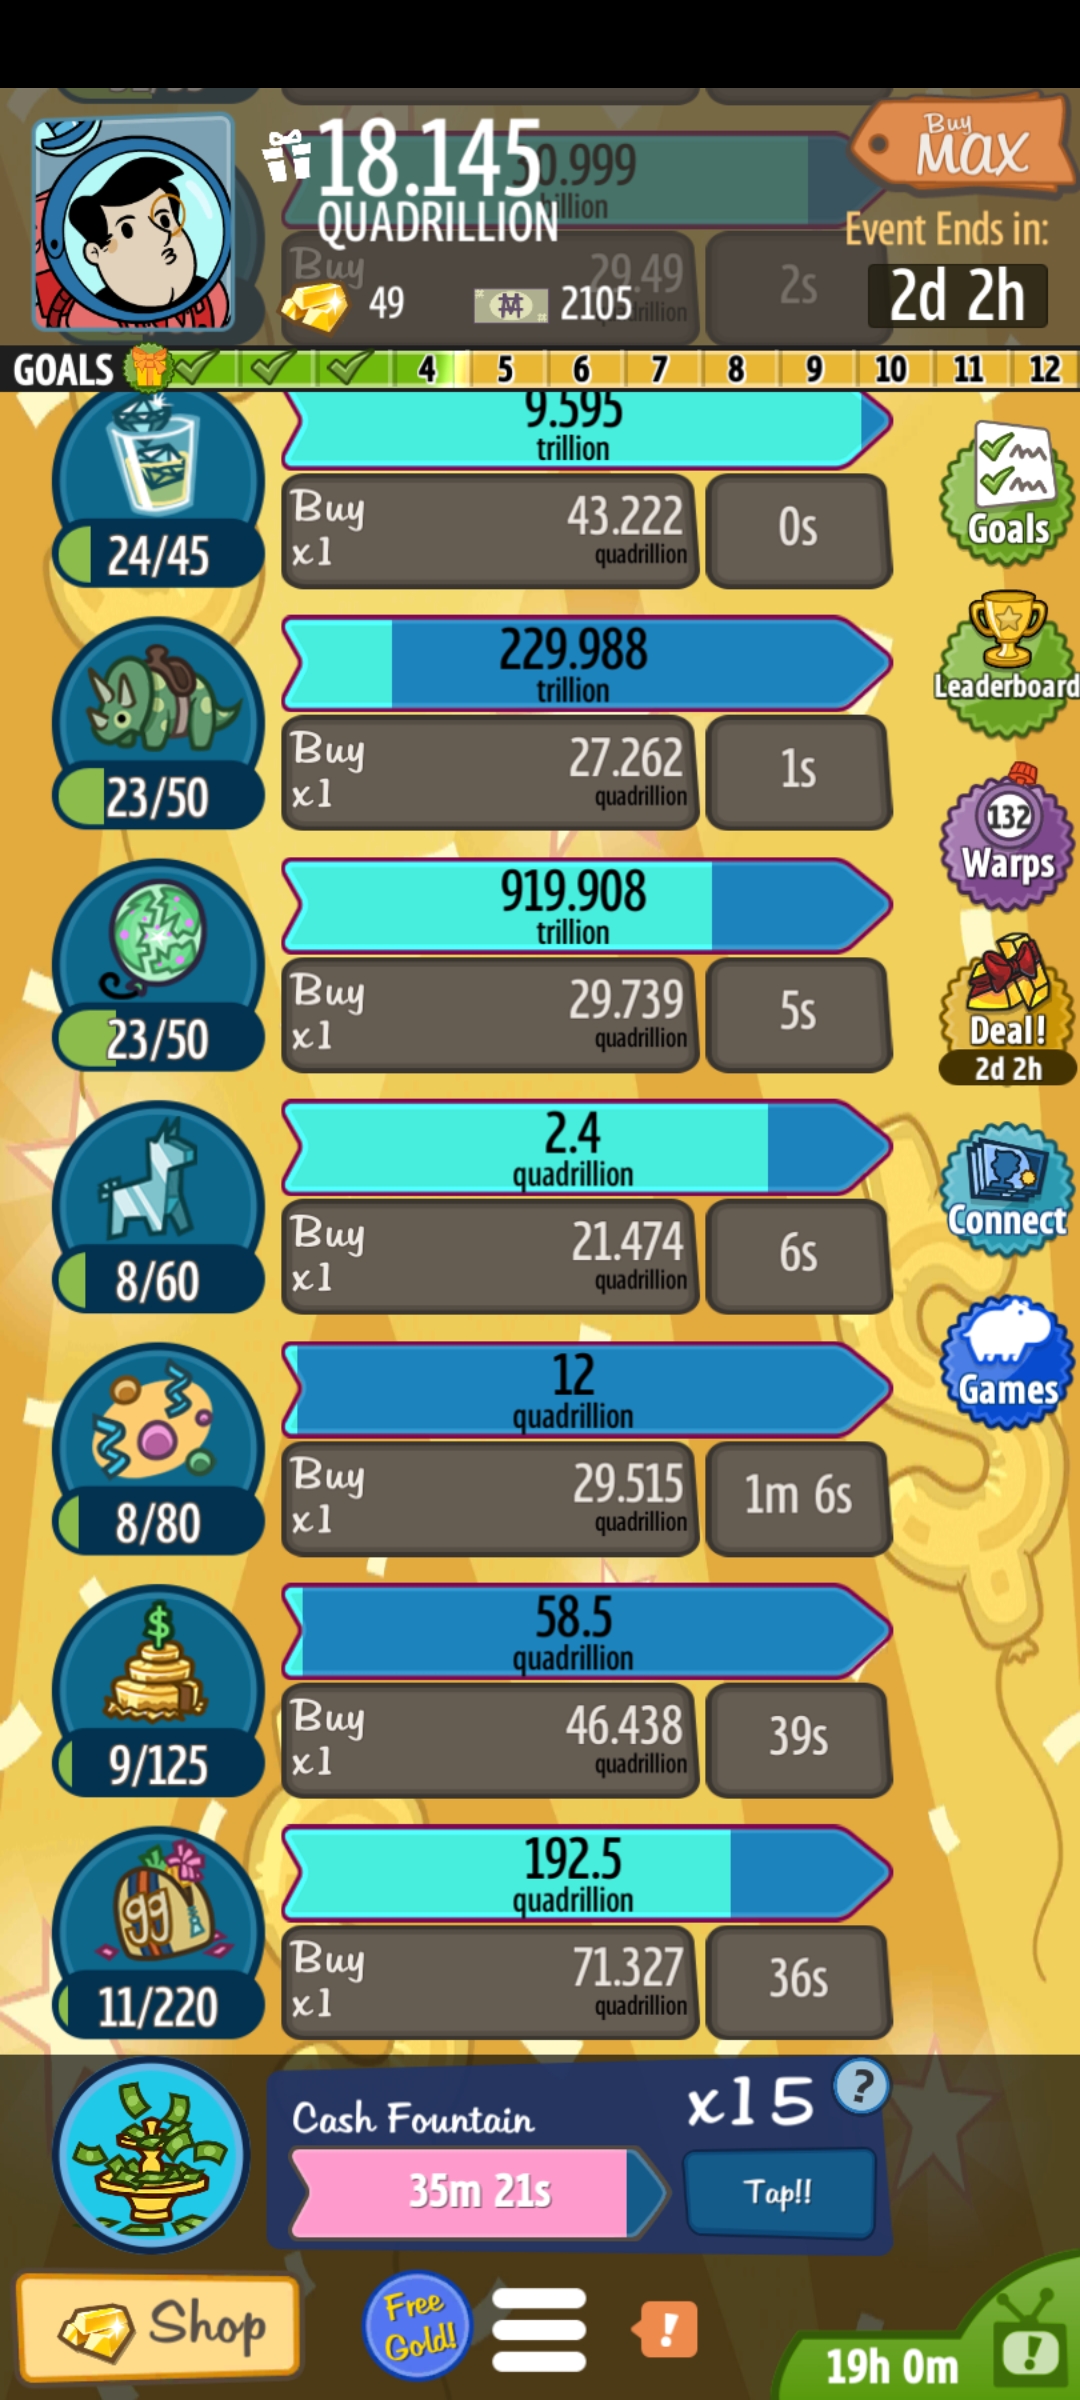 18.145
QUADRILLION
Buy
MAX
Event Ends in:
2d 2h
49
2105
Buy
29.49
2s
GOALS
4 5 6 7 8 9 10 11 12
9.595
trillion
24/45
Buy
x1
43.222
quadrillion
0s
Goals
229.988
trillion
23/50
Buy
x1
27.262
quadrillion
1s
Leaderboard
919.908
trillion
23/50
Buy
x1
29.739
quadrillion
5s
132
Warps
Deal!
2d 2h
2.4
quadrillion
8/60
Buy
x1
21.474
quadrillion
6s
Connect
12
quadrillion
8/80
Buy
x1
29.515
quadrillion
1m 6s
Games
58.5
quadrillion
9/125
Buy
x1
46.438
quadrillion
39s
192.5
quadrillion
gg
11/220
Buy
x1
71.327
quadrillion
36s
Cash Fountain
x15
?
35m 21s
Tap!!
Shop
Free
Gold!
!
19h 0m
!